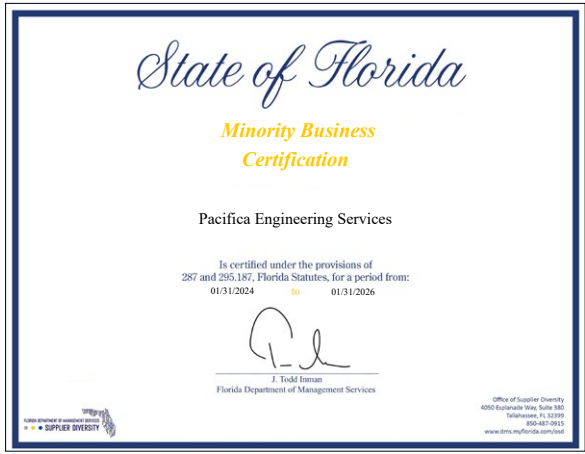 State of Florida
Minority Business
Certification
Pacifica Engineering Services
Is certified under the provisions of
287 and 295.187, Florida Statutes, for a period from:
01/31/2024 to 01/31/2026
J. Todd Inman
Florida Department of Management Services
FLORIDA DEPARTMENT OF MANAGEMENT SERVICES
SUPPLIER DIVERSITY
Office of Supplier Diversity
4050 Esplanade Way, Suite 380
Tallahassee, FL 32399
850-487-0915
www.dms.myflorida.com/osd